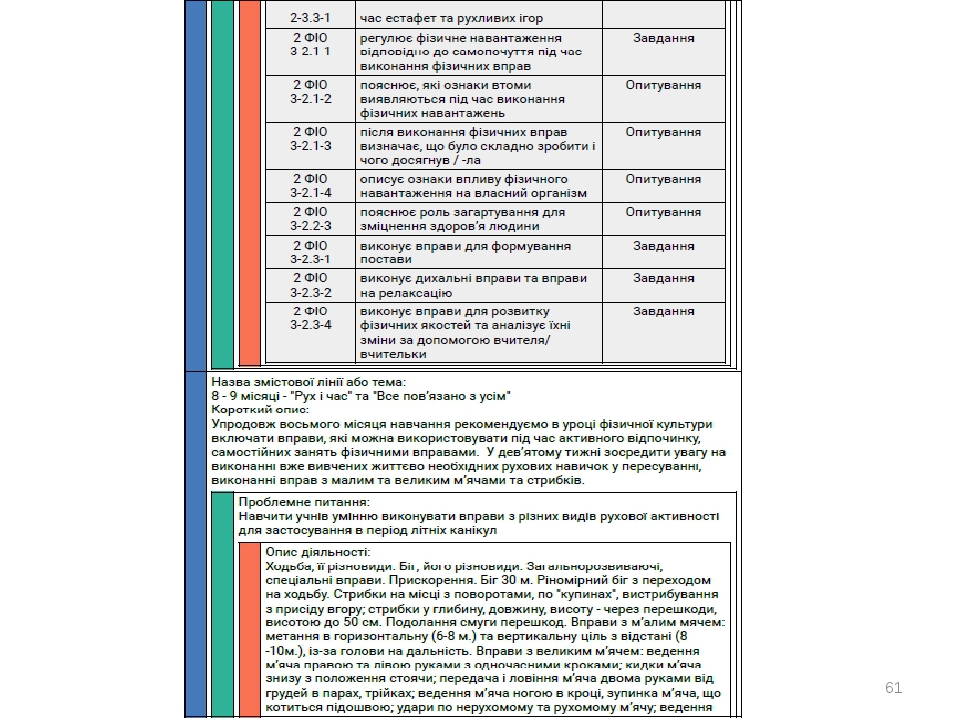 2-3.3-1 час естафет та рухливих ігор
2 ФІО регулює фізичне навантаження Завдання
3-2.1-1 відповідно до самопочуття під час
виконання фізичних вправ
2 ФІО пояснює, які ознаки втоми Опитування
3-2.1-2 виявляються під час виконання
фізичних навантажень
2 ФІО після виконання фізичних вправ Опитування
3-2.1-3 визначає, що було складно зробити і
чого досягнув / -ла
2 ФІО описує ознаки впливу фізичного Опитування
3-2.1-4 навантаження на власний організм
2 ФІО пояснює роль загартування для Опитування
3-2.2-3 зміцнення здоров'я людини
2 ФІО виконує вправи для формування Завдання
3-2.3-1 постави
2 ФІО виконує дихальні вправи та вправи Завдання
3-2.3-2 на релаксацію
2 ФІО виконує вправи для розвитку Завдання
3-2.3-4 фізичних якостей та аналізує їхні
зміни за допомогою вчителя/
вчительки
Назва змістової лінії або тема:
8 - 9 місяці - "Рух і час" та "Все пов'язано з усім"
Короткий опис:
Упродовж восьмого місяця навчання рекомендуємо в уроці фізичної культури
включати вправи, які можна використовувати під час активного відпочинку,
самостійних занять фізичними вправами. У дев'ятому тижні зосредити увагу на
виконанні вже вивчених життєво необхідних рухових навичок у пересуванні,
виконанні вправ з малим та великим м'ячами та стрибків.
Проблемне питання:
Навчити учнів умінню виконувати вправи з різних видів рухової активності
для застосування в період літніх канікул
Опис діяльності:
Ходьба, її різновиди. Біг, його різновиди. Загальнорозвиваючі,
спеціальні вправи. Прискорення. Біг 30 м. Ріномірний біг з переходом
на ходьбу. Стрибки на місці з поворотами, по "купинах", вистрибування
з присіду вгору; стрибки у глибину, довжину, висоту - через перешкоди,
висотою до 50 см. Подолання смуги перешкод. Вправи з м'алим мячем:
метання в горизонтальну (6-8 м.) та вертикальну ціль з відстані (8
-10м.), із-за голови на дальність. Вправи з великим м'ячем: ведення
м'яча правою та лівою руками з одночасними кроками; кидки м'яча
знизу з положення стоячи; передача і ловіння м'яча двома руками від
грудей в парах, трійках; ведення м'яча ногою в кроці, зупинка м'яча, що
котиться підошвою; удари по нерухомому та рухомому м'ячу; ведення
61